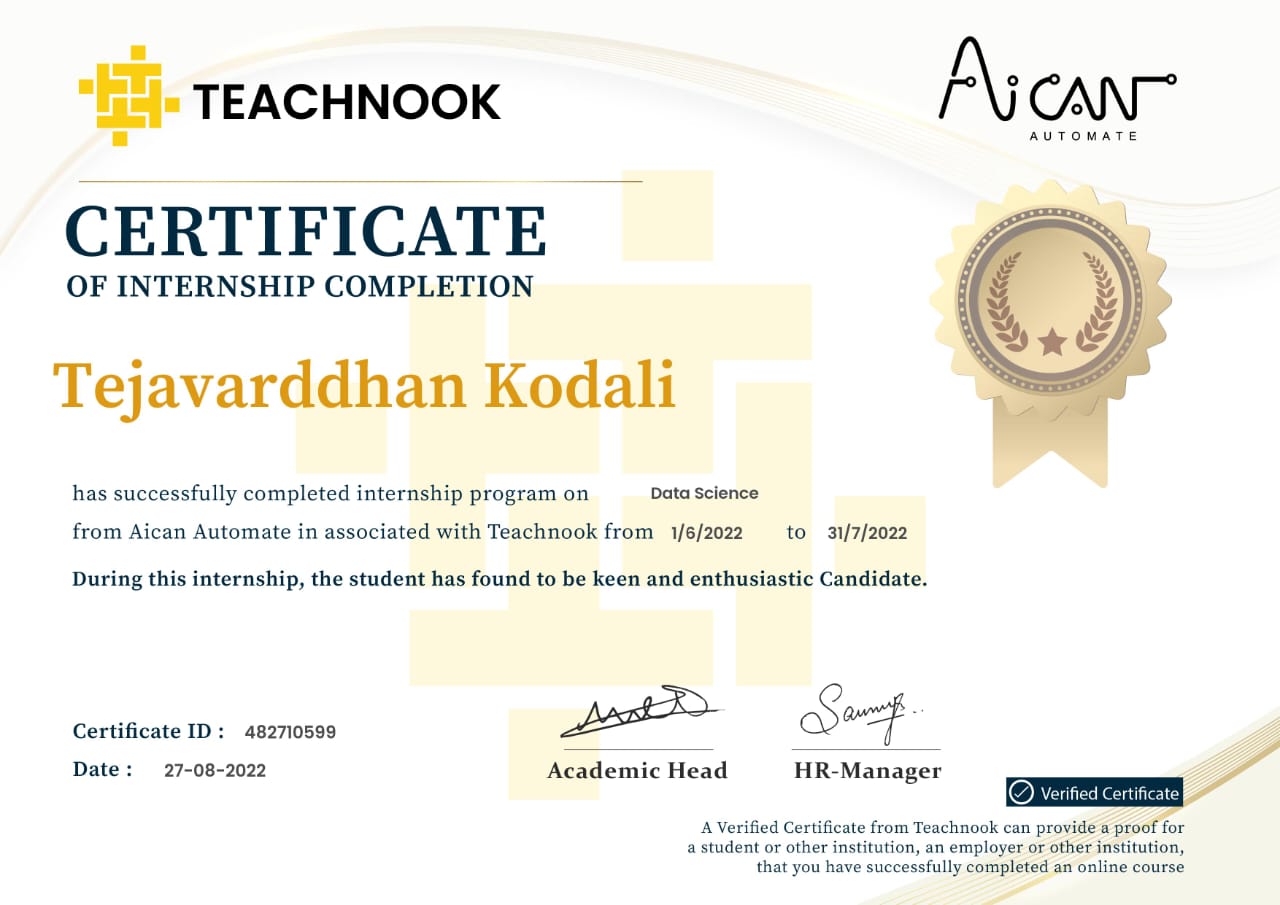 TEACHNOOK
AiCAN
AUTOMATE
CERTIFICATE
OF INTERNSHIP COMPLETION
Tejavarddhan Kodali
has successfully completed internship program on Data Science
from Aican Automate in associated with Teachnook from 1/6/2022 to 31/7/2022
During this internship, the student has found to be keen and enthusiastic Candidate.
Certificate ID : 482710599
Date : 27-08-2022
Academic Head
HR-Manager
Verified Certificate
A Verified Certificate from Teachnook can provide a proof for
a student or other institution, an employer or other institution,
that you have successfully completed an online course